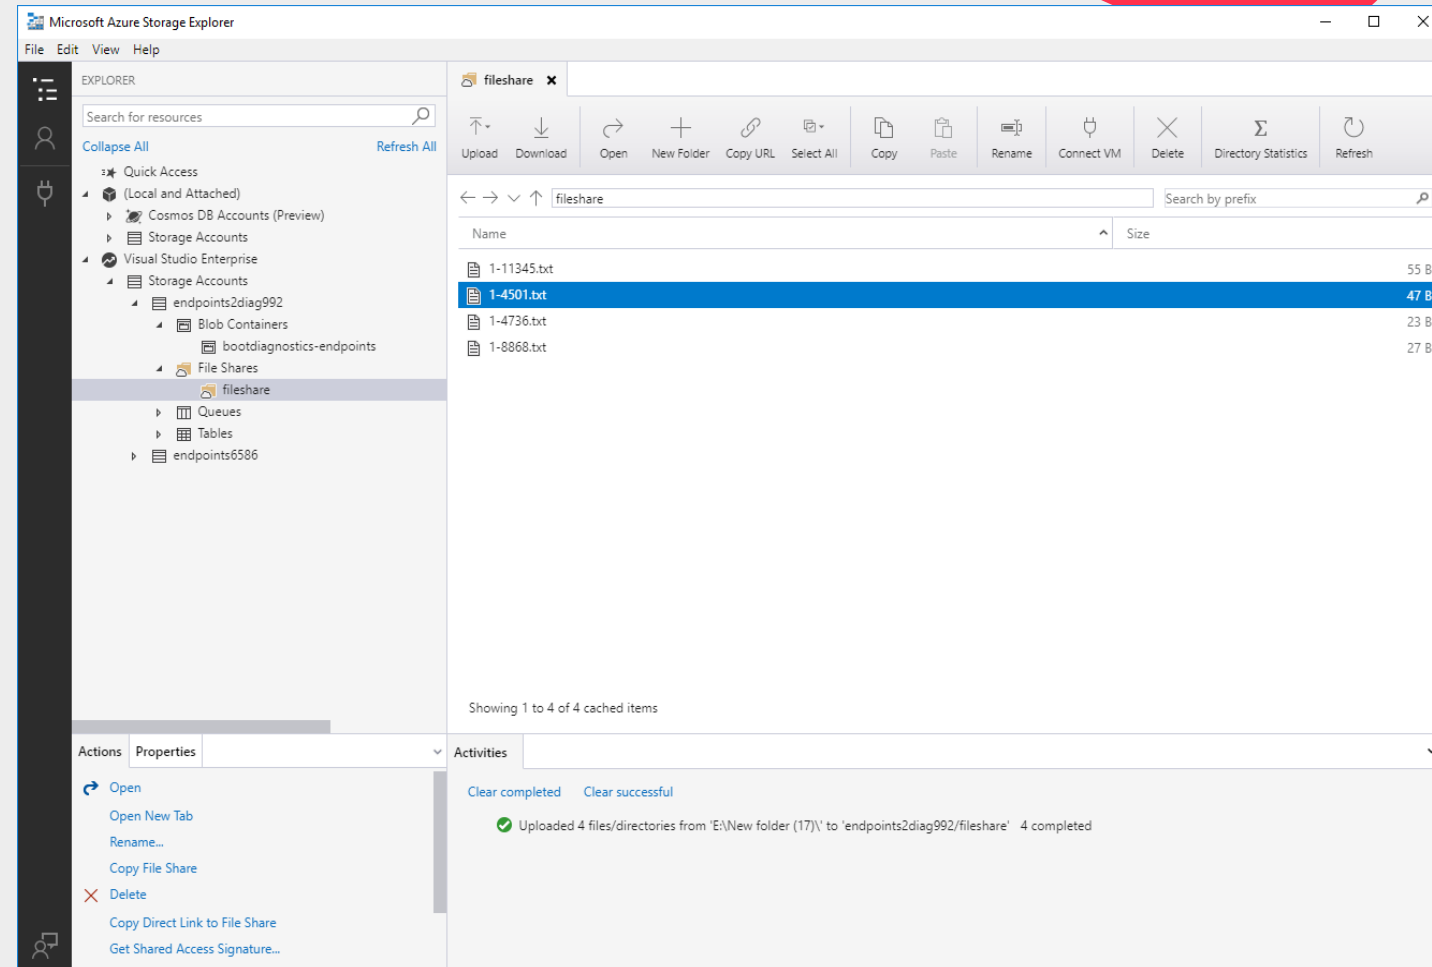 Microsoft Azure Storage Explorer
File Edit View Help
EXPLORER
Search for resources
Collapse All Refresh All
Quick Access
(Local and Attached)
Cosmos DB Accounts (Preview)
Storage Accounts
Visual Studio Enterprise
Storage Accounts
endpoints2diag992
Blob Containers
bootdiagnostics-endpoints
File Shares
fileshare
Queues
Tables
endpoints6586
fileshare
Upload Download Open New Folder Copy URL Select All Copy Paste Rename Connect VM Delete Directory Statistics Refresh
fileshare Search by prefix
Name Size
1-11345.txt 55 B
1-4501.txt 47 B
1-4736.txt 23 B
1-8868.txt 27 B
Showing 1 to 4 of 4 cached items
Actions Properties
Open
Open New Tab
Rename...
Copy File Share
Delete
Copy Direct Link to File Share
Get Shared Access Signature...
Activities
Clear completed Clear successful
Uploaded 4 files/directories from 'E:\New folder (17)\' to 'endpoints2diag992/fileshare' 4 completed